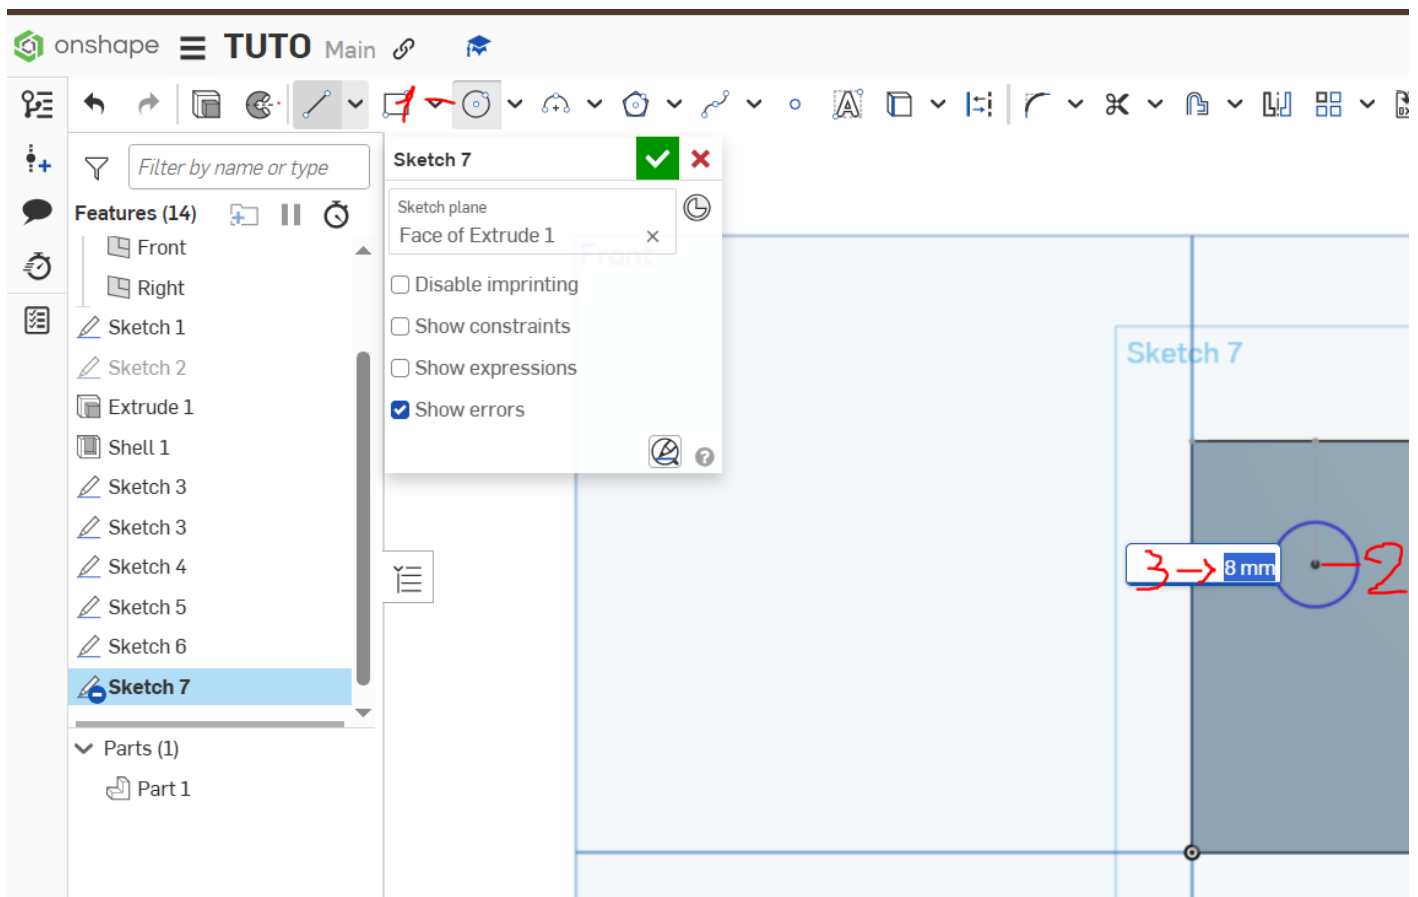 onshape TUTO Main
1
Filter by name or type
Features (14)
Front
Right
Sketch 1
Sketch 2
Extrude 1
Shell 1
Sketch 3
Sketch 3
Sketch 4
Sketch 5
Sketch 6
Sketch 7
Parts (1)
Part 1
Sketch 7
Sketch plane
Face of Extrude 1
Disable imprinting
Show constraints
Show expressions
Show errors
Front
Sketch 7
3 → 8 mm
2